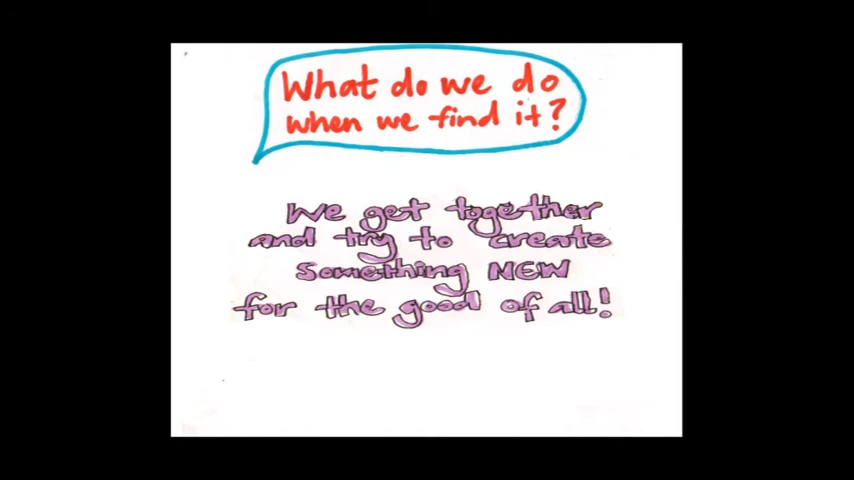 What do we do
when we find it?
We get together
and try to create
something NEW
for the good of all!